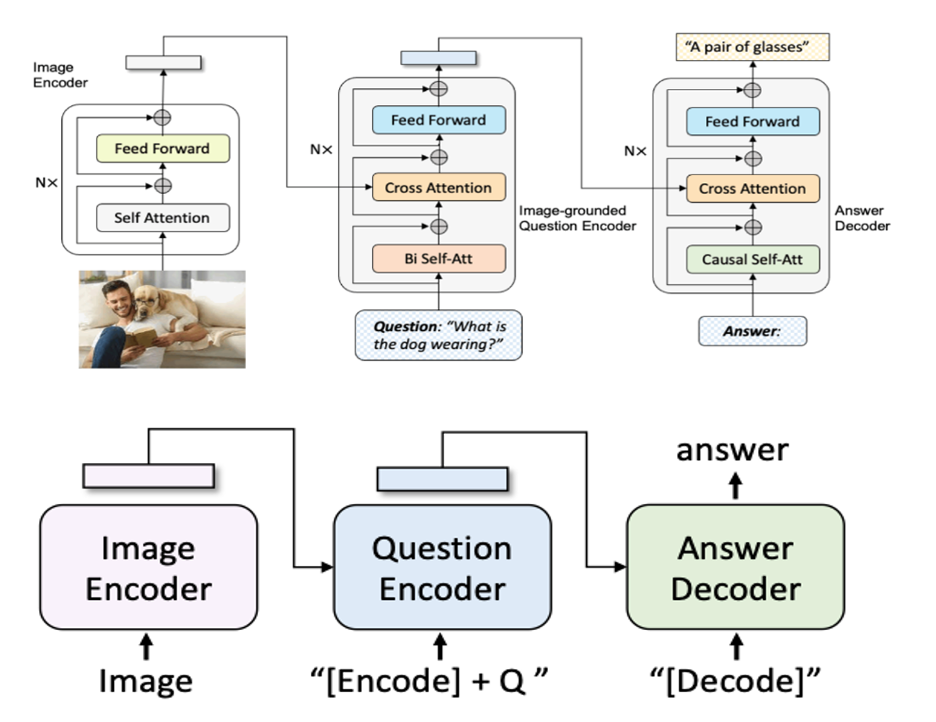 "A pair of glasses"
Image
Encoder
Feed Forward
Self Attention
N×
Feed Forward
Cross Attention
Bi Self-Att
N×
Image-grounded
Question Encoder
Question: "What is
the dog wearing?"
Feed Forward
Cross Attention
Causal Self-Att
N×
Answer
Decoder
Answer:
Image
Encoder
Image
Question
Encoder
"[Encode] + Q "
answer
Answer
Decoder
"[Decode]"